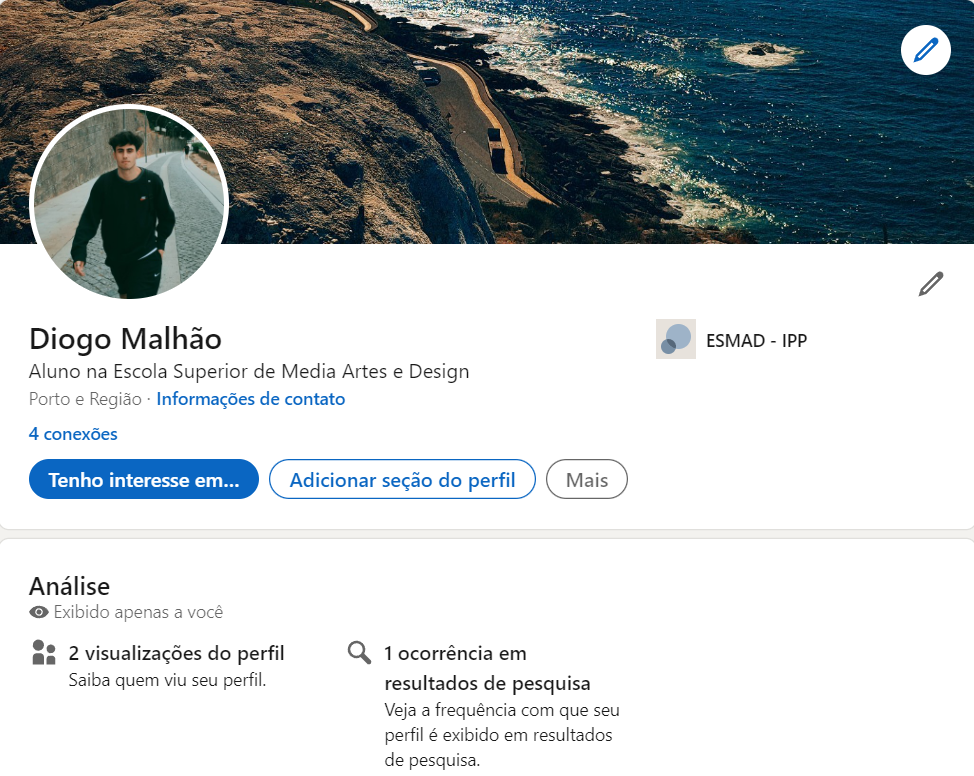 Diogo Malhão
ESMAD - IPP
Aluno na Escola Superior de Media Artes e Design
Porto e Região · Informações de contato
4 conexões
Tenho interesse em...
Adicionar seção do perfil
Mais
Análise
Exibido apenas a você
2 visualizações do perfil
Saiba quem viu seu perfil.
1 ocorrência em
resultados de pesquisa
Veja a frequência com que seu
perfil é exibido em resultados
de pesquisa.